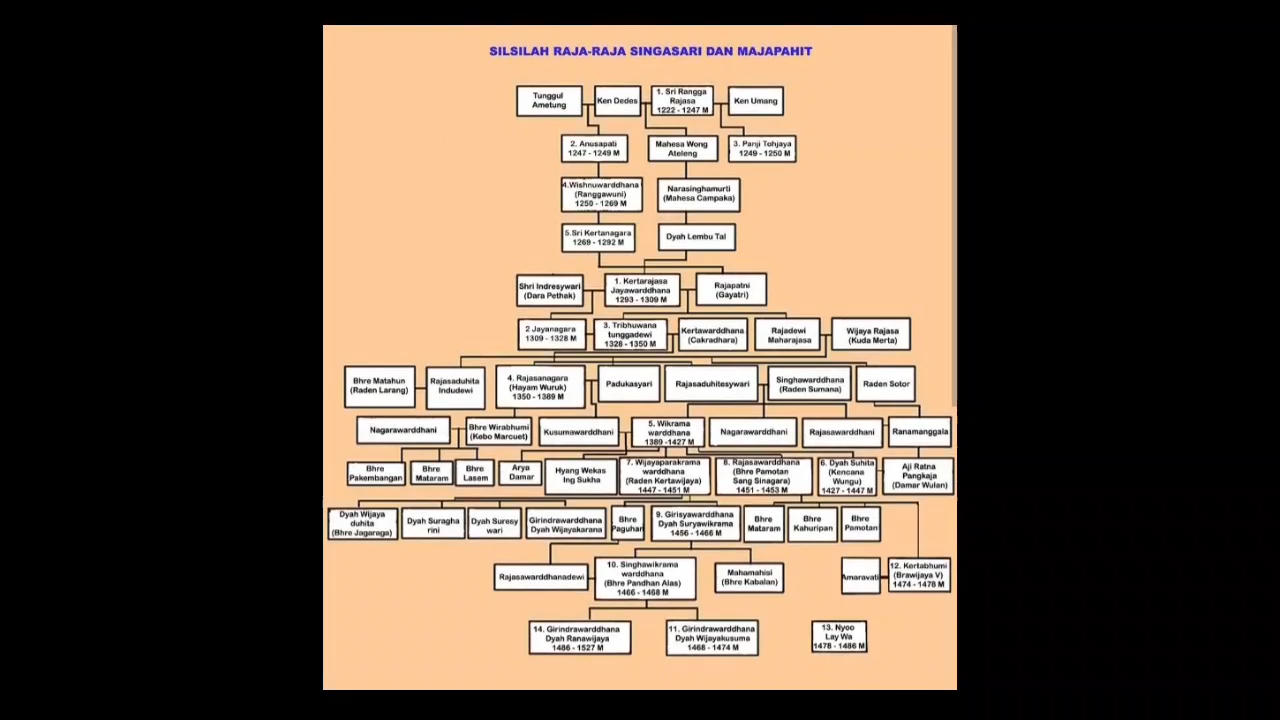 SILSILAH RAJA-RAJA SINGASARI DAN MAJAPAHIT
Tunggul
Ametung
Ken Dedes
1. Sri Rangga
Rajasa
1222 - 1247 M
Ken Umang
2. Anusapati
1247 - 1249 M
Mahesa Wong
Ateleng
3. Panji Tohjaya
1249 - 1250 M
4.Wishnuwarddhana
(Ranggawuni)
1250 - 1269 M
Narasinghamurti
(Mahesa Campaka)
5.Sri Kertanagara
1269 - 1292 M
Dyah Lembu Tal
Shri Indresywari
(Dara Pethak)
1. Kertarajasa
Jayawarddhana
1293 - 1309 M
Rajapatni
(Gayatri)
2 Jayanagara
1309 - 1328 M
3. Tribhuwana
tunggadewi
1328 - 1350 M
Kertawarddhana
(Cakradhara)
Rajadewi
Maharajasa
Wijaya Rajasa
(Kuda Merta)
Bhre Matahun
(Raden Larang)
Rajasaduhita
Indudewi
4. Rajasanagara
(Hayam Wuruk)
1350 - 1389 M
Padukasyari
Rajasaduhitesywari
Singhawarddhana
(Raden Sumana)
Raden Sotor
Nagarawarddhani
Bhre Wirabhumi
(Kebo Marcuet)
Kusumawarddhani
5. Wikrama
warddhana
1389 -1427 M
Nagarawarddhani
Rajasawarddhani
Ranamanggala
Bhre
Pakembangan
Bhre
Mataram
Bhre
Lasem
Arya
Damar
Hyang Wekas
Ing Sukha
7. Wijayaparakrama
warddhana
(Raden Kertawijaya)
1447 - 1451 M
8. Rajasawarddhana
(Bhre Pamotan
Sang Sinagara)
1451 - 1453 M
6. Dyah Suhita
(Kencana
Wungu)
1427 - 1447 M
Aji Ratna
Pangkaja
(Damar Wulan)
Dyah Wijaya
duhita
(Bhre Jagaraga)
Dyah Suragha
rini
Dyah Suresy
wari
Girindrawarddhana
Dyah Wijayakarana
Bhre
Paguhan
9. Girisyawarddhana
Dyah Suryawikrama
1456 - 1466 M
Bhre
Mataram
Bhre
Kahuripan
Bhre
Pamotan
Rajasawarddhanadewi
10. Singhawikrama
warddhana
(Bhre Pandhan Alas)
1466 - 1468 M
Mahamahisi
(Bhre Kabalan)
Amaravati
12. Kertabhumi
(Brawijaya V)
1474 - 1478 M
14. Girindrawarddhana
Dyah Ranawijaya
1486 - 1527 M
11. Girindrawarddhana
Dyah Wijayakusuma
1468 - 1474 M
13. Nyoo
Lay Wa
1478 - 1486 M